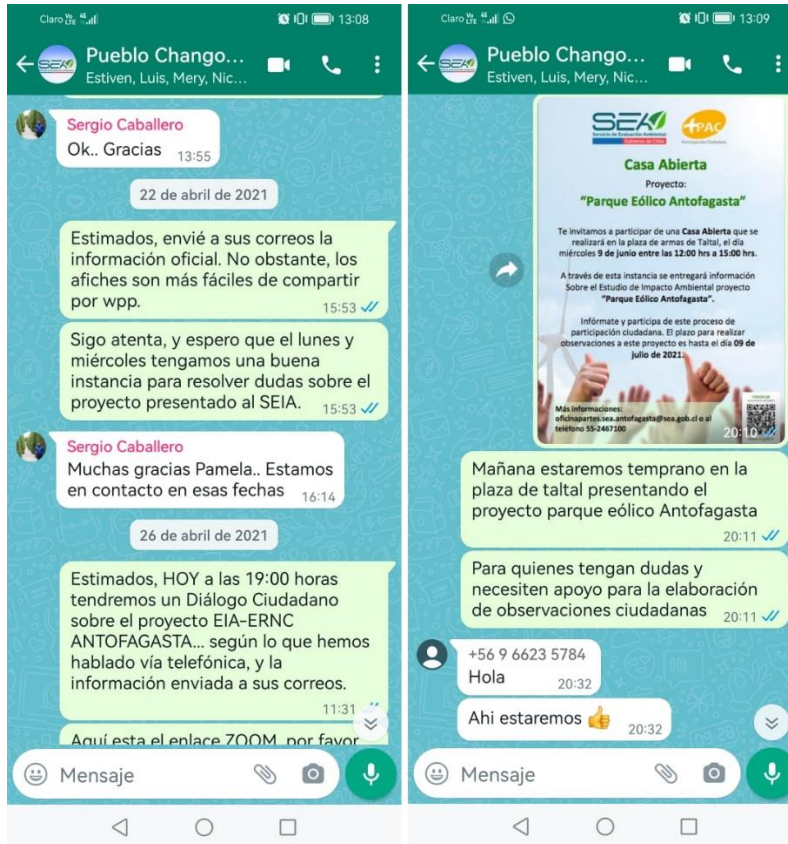 Claro 13:08
Pueblo Chango...
Estiven, Luis, Mery, Nic...
Sergio Caballero
Ok.. Gracias 13:55
22 de abril de 2021
Estimados, envié a sus correos la
información oficial. No obstante, los
afiches son más fáciles de compartir
por wpp. 15:53
Sigo atenta, y espero que el lunes y
miércoles tengamos una buena
instancia para resolver dudas sobre el
proyecto presentado al SEIA. 15:53
Sergio Caballero
Muchas gracias Pamela.. Estamos
en contacto en esas fechas 16:14
26 de abril de 2021
Estimados, HOY a las 19:00 horas
tendremos un Diálogo Ciudadano
sobre el proyecto EIA-ERNC
ANTOFAGASTA... según lo que hemos
hablado vía telefónica, y la
información enviada a sus correos.
11:31
Aquí esta el enlace ZOOM, por favor
Mensaje
Claro 13:09
Pueblo Chango...
Estiven, Luis, Mery, Nic...
SEA
Servicio de Evaluación Ambiental
Gobierno de Chile
+PAC
Participación Ciudadana
Casa Abierta
Proyecto:
"Parque Eólico Antofagasta"
Te invitamos a participar de una Casa Abierta que se
realizará en la plaza de armas de Taltal, el día
miércoles 9 de junio entre las 12:00 hrs a 15:00 hrs.
A través de esta instancia se entregará información
Sobre el Estudio de Impacto Ambiental proyecto
"Parque Eólico Antofagasta".
Infórmate y participa de este proceso de
participación ciudadana. El plazo para realizar
observaciones a este proyecto es hasta el día 09 de
julio de 2021.
Más informaciones:
oficinapartes.sea.antofagasta@sea.gob.cl o al
teléfono 55-2467100
20:10
Mañana estaremos temprano en la
plaza de taltal presentando el
proyecto parque eólico Antofagasta
20:11
Para quienes tengan dudas y
necesiten apoyo para la elaboración
de observaciones ciudadanas 20:11
+56 9 6623 5784
Hola 20:32
Ahi estaremos 👍 20:32
Mensaje